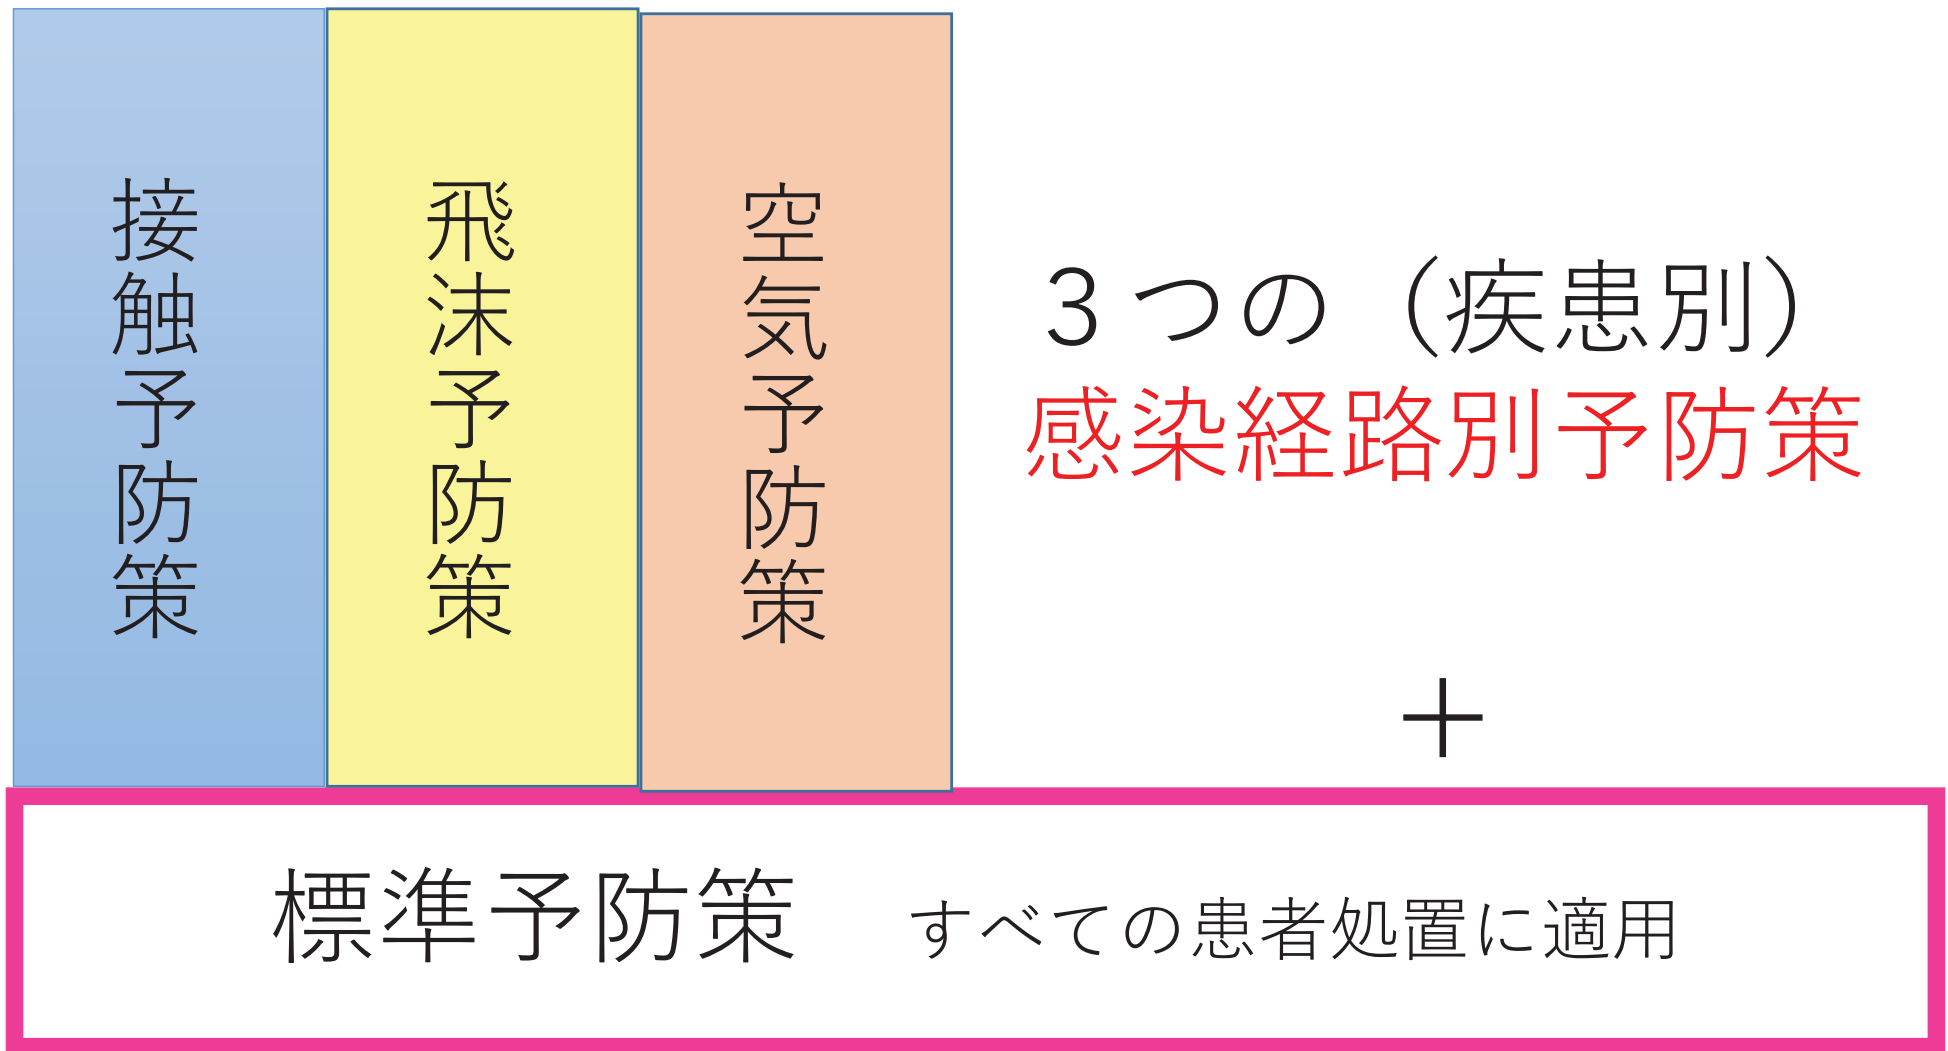 接触予防策
飛沫予防策
空気予防策
３つの（疾患別）
感染経路別予防策
＋
標準予防策　すべての患者処置に適用